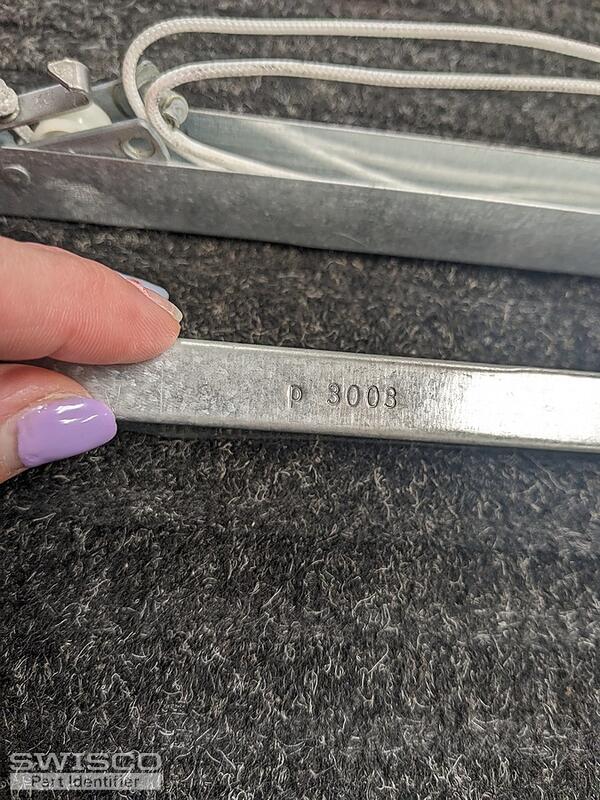 P 3003
SWISCO
Part Identifier